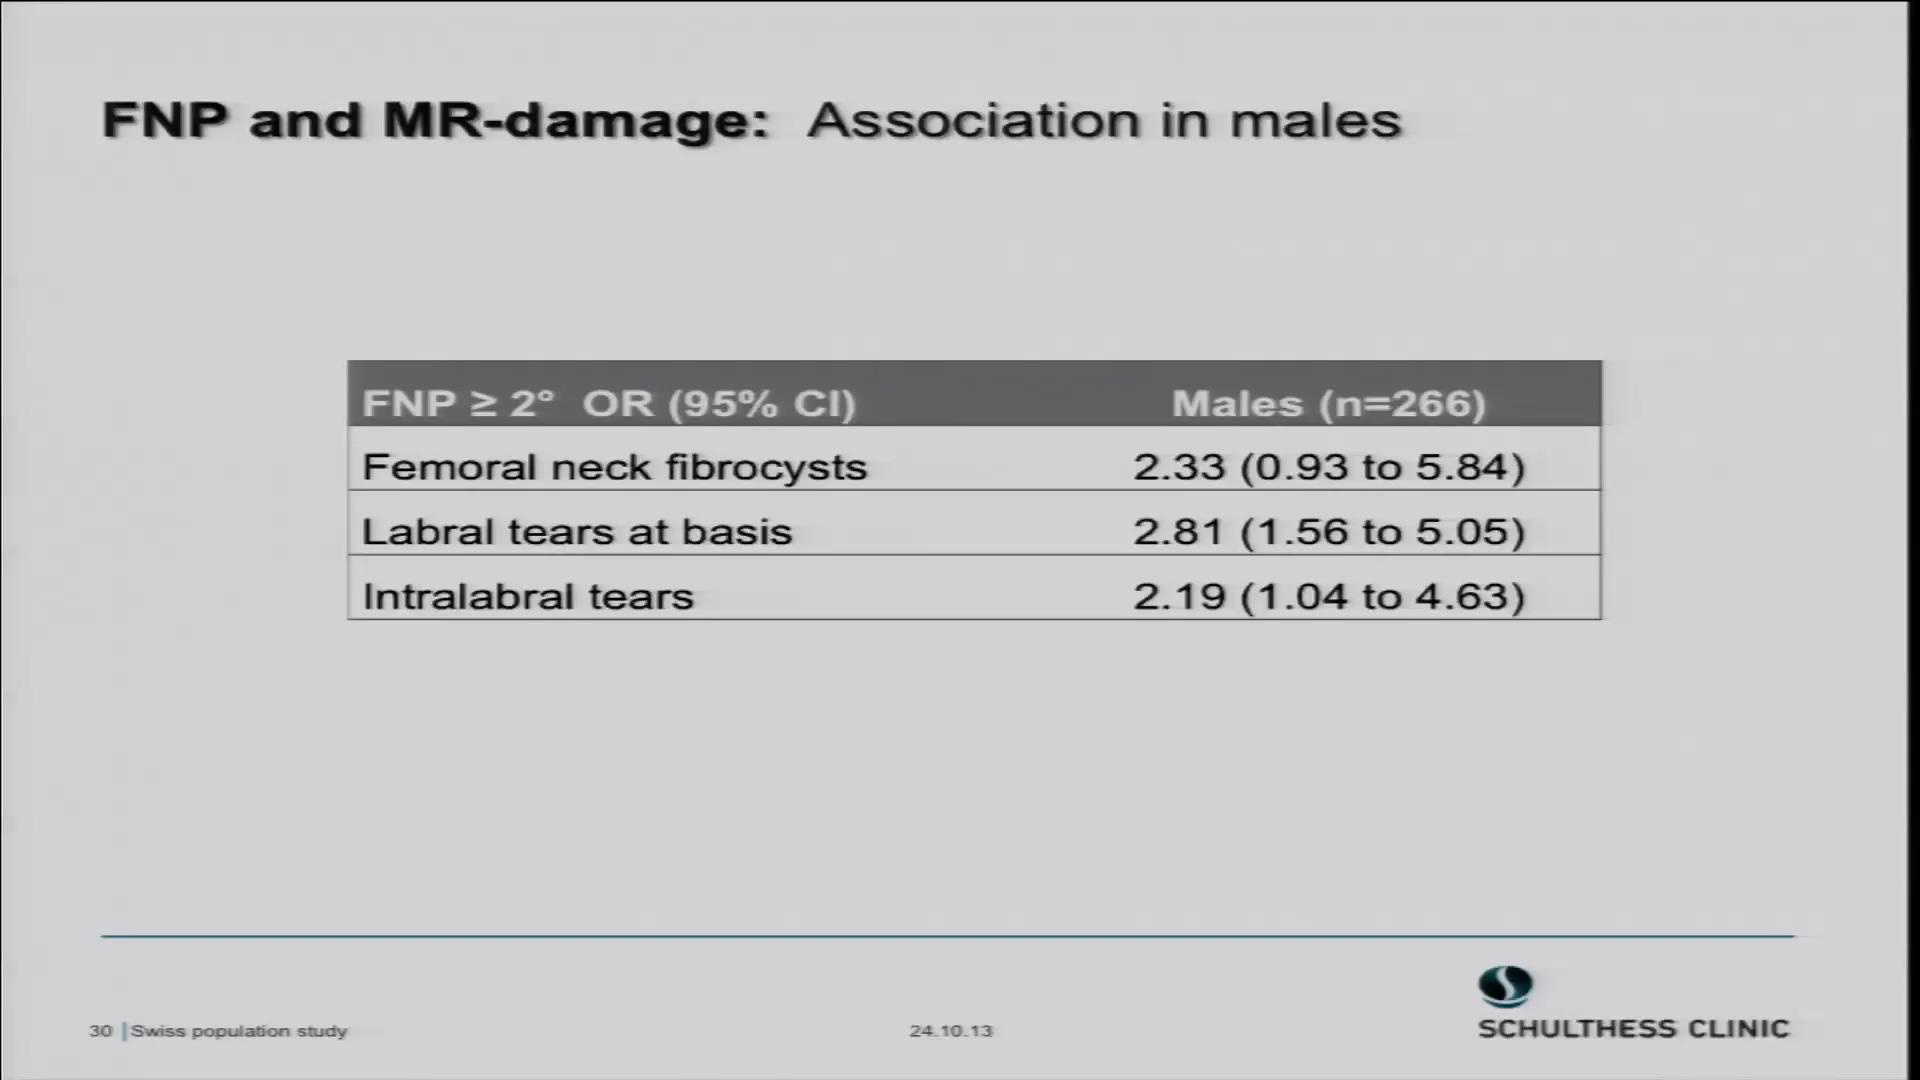 FNP and MR-damage: Association in males
FNP ≥ 2° OR (95% CI) Males (n=266)
Femoral neck fibrocysts 2.33 (0.93 to 5.84)
Labral tears at basis 2.81 (1.56 to 5.05)
Intralabral tears 2.19 (1.04 to 4.63)
30 | Swiss population study 24.10.13 SCHULTHESS CLINIC